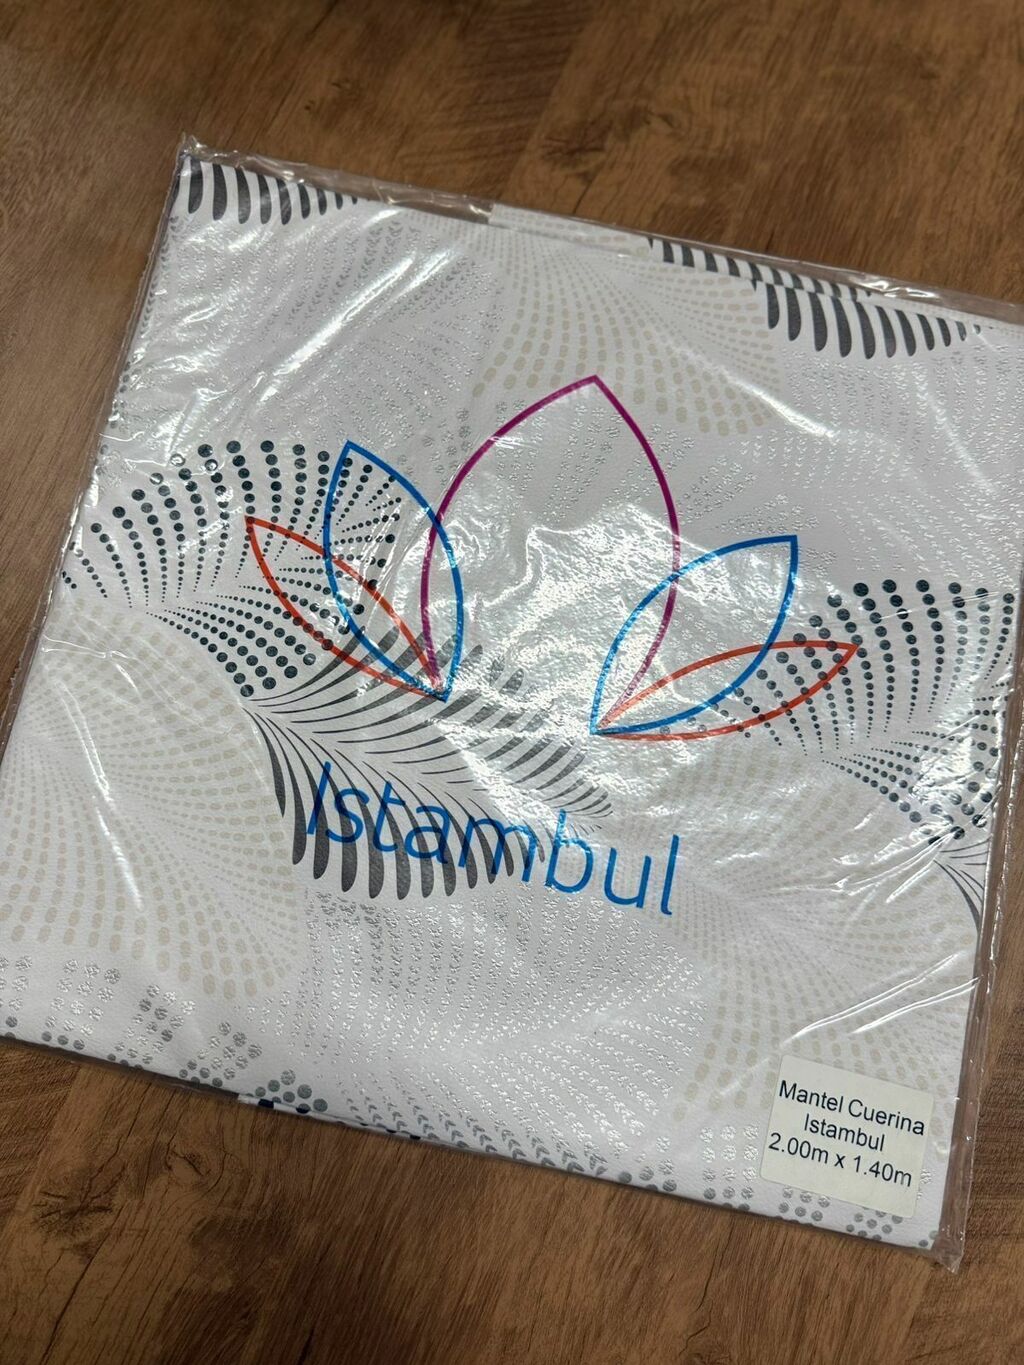 Istambul
Mantel Cuerina
Istambul
2.00m x 1.40m